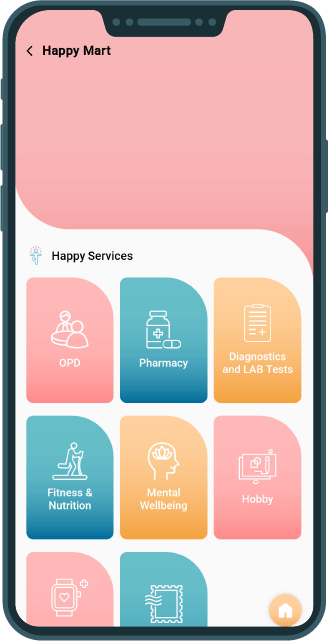 Happy Mart
Happy Services
OPD
Pharmacy
Diagnostics
and LAB Tests
Fitness &
Nutrition
Mental
Wellbeing
Hobby